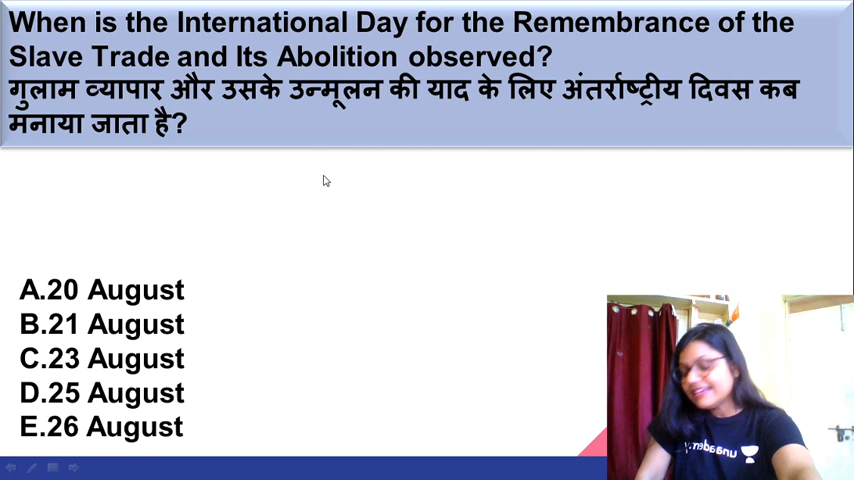 When is the International Day for the Remembrance of the
Slave Trade and Its Abolition observed?
गुलाम व्यापार और उसके उन्मूलन की याद के लिए अंतर्राष्ट्रीय दिवस कब
मनाया जाता है?
A.20 August
B.21 August
C.23 August
D.25 August
E.26 August
unacademy